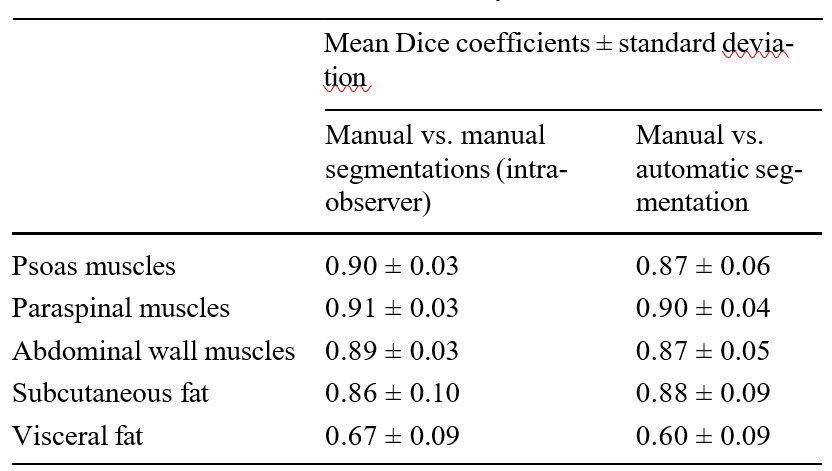 Mean Dice coefficients ± standard devia-
tion
Manual vs. manual
segmentations (intra-
observer)
Manual vs.
automatic seg-
mentation
Psoas muscles 0.90 ± 0.03 0.87 ± 0.06
Paraspinal muscles 0.91 ± 0.03 0.90 ± 0.04
Abdominal wall muscles 0.89 ± 0.03 0.87 ± 0.05
Subcutaneous fat 0.86 ± 0.10 0.88 ± 0.09
Visceral fat 0.67 ± 0.09 0.60 ± 0.09